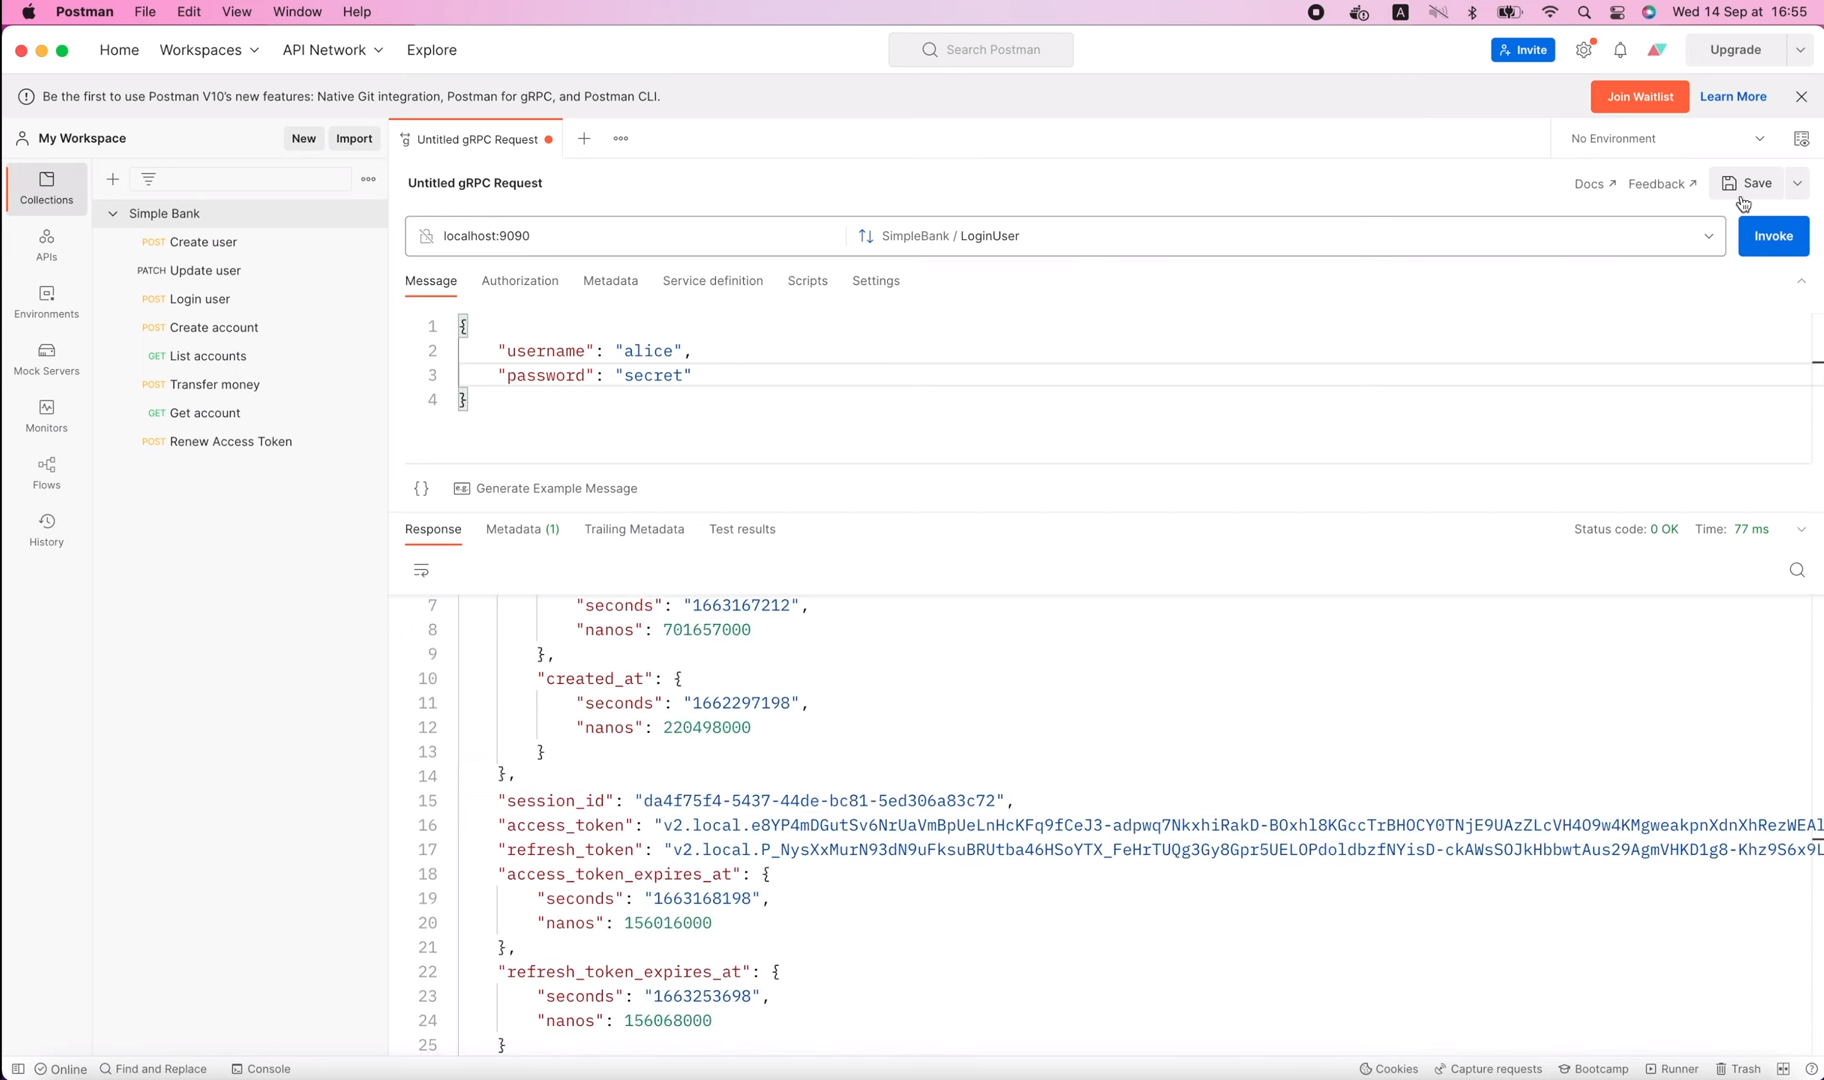 Postman File Edit View Window Help A Wed 14 Sep at 16:55
Home Workspaces API Network Explore Search Postman Invite Upgrade
Be the first to use Postman V10's new features: Native Git integration, Postman for gRPC, and Postman CLI. Join Waitlist Learn More
My Workspace New Import Untitled gRPC Request No Environment
Collections
APIs
Environments
Mock Servers
Monitors
Flows
History
Simple Bank
POST Create user
PATCH Update user
POST Login user
POST Create account
GET List accounts
POST Transfer money
GET Get account
POST Renew Access Token
Untitled gRPC Request Docs Feedback Save
localhost:9090 SimpleBank / LoginUser Invoke
Message Authorization Metadata Service definition Scripts Settings
1 {
2 "username": "alice",
3 "password": "secret"
4 }
{} e.g. Generate Example Message
Response Metadata (1) Trailing Metadata Test results Status code: 0 OK Time: 77 ms
7 "seconds": "1663167212",
8 "nanos": 701657000
9 },
10 "created_at": {
11 "seconds": "1662297198",
12 "nanos": 220498000
13 }
14 },
15 "session_id": "da4f75f4-5437-44de-bc81-5ed306a83c72",
16 "access_token": "v2.local.e8YP4mDGutSv6NrUaVmBpUeLnHcKFq9fCeJ3-adpwq7NkxhiRakD-BOxhl8KGccTrBHOCY0TNjE9UAzZLcVH4O9w4KMgweakpnXdnXhRezWEAl
17 "refresh_token": "v2.local.P_NysXxMurN93dN9uFksuBRUtba46HSoYTX_FeHrTUQg3Gy8Gpr5UELOPdoldbzfNYisD-ckAWsSOJkHbbwtAus29AgmVHKD1g8-Khz9S6x9L
18 "access_token_expires_at": {
19 "seconds": "1663168198",
20 "nanos": 156016000
21 },
22 "refresh_token_expires_at": {
23 "seconds": "1663253698",
24 "nanos": 156068000
25 }
Online Find and Replace Console Cookies Capture requests Bootcamp Runner Trash